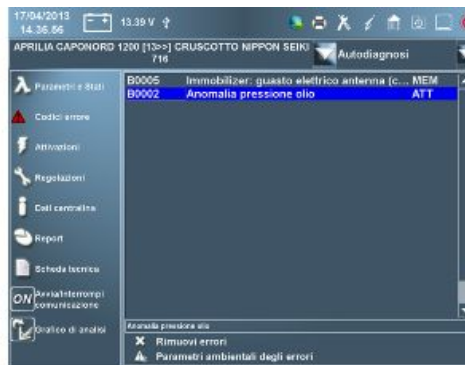 17/04/2013
14.36.56
13.39 V
APRILIA CAPONORD 1200 [13>>] CRUSCOTTO NIPPON SEIKI
716
Autodiagnosi
Parametri e Stati
Codici errore
Attivazioni
Regolazioni
Dati centralina
Report
Scheda tecnica
ON Avvia/Interrompi
comunicazione
Grafico di analisi
B0005 Immobilizer: guasto elettrico antenna (c... MEM
B0002 Anomalia pressione olio ATT
Anomalia pressione olio
Rimuovi errori
Parametri ambientali degli errori